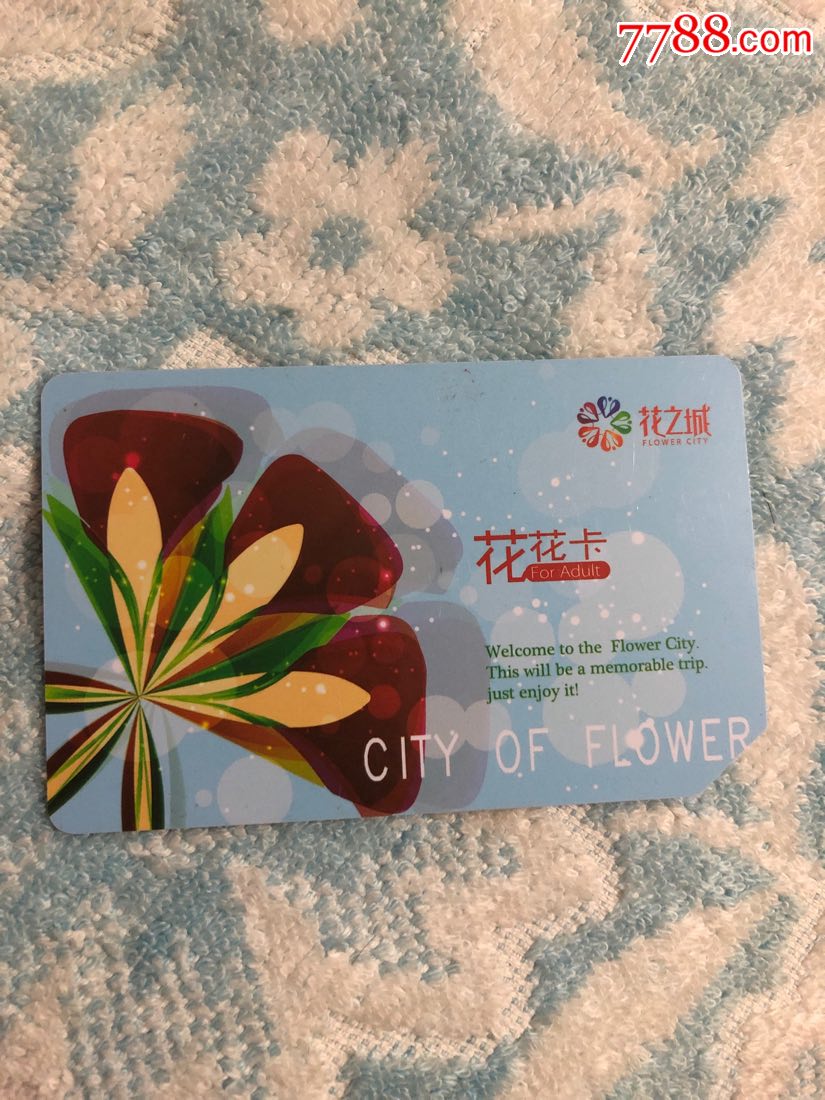 7788.com
花之城
FLOWER CITY
花花卡
For Adult
Welcome to the Flower City.
This will be a memorable trip.
just enjoy it!
CITY OF FLOWER